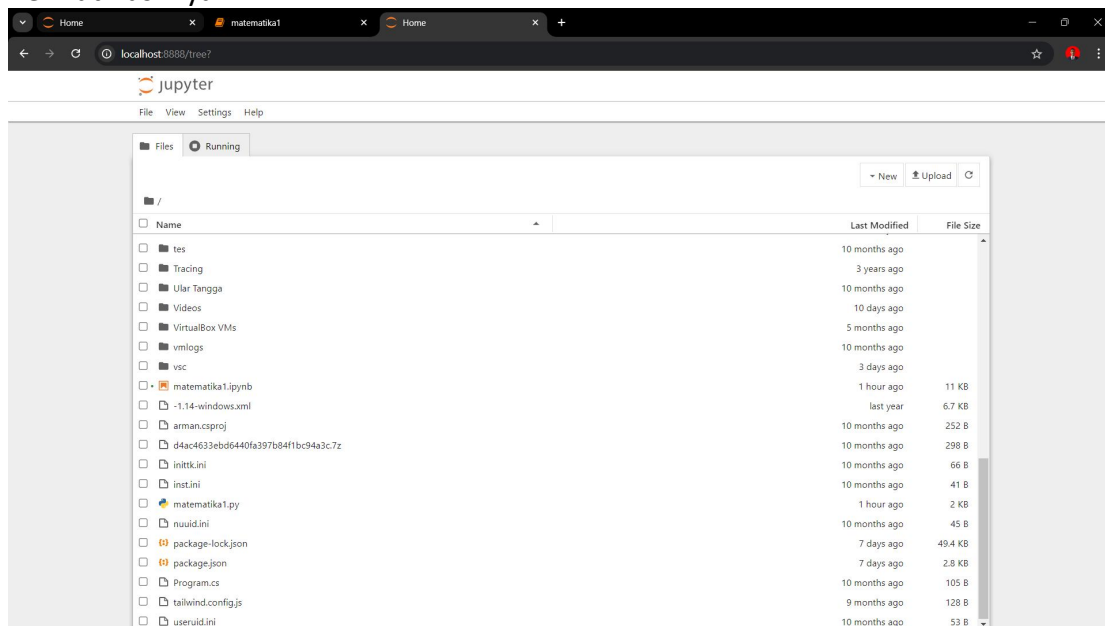 Home matematika1 Home
localhost:8888/tree?
jupyter
File View Settings Help
Files Running
New Upload
/
Name Last Modified File Size
tes 10 months ago
Tracing 3 years ago
Ular Tangga 10 months ago
Videos 10 days ago
VirtualBox VMs 5 months ago
vmlogs 10 months ago
vsc 3 days ago
matematika1.ipynb 1 hour ago 11 KB
-1.14-windows.xml last year 6.7 KB
arman.csproj 10 months ago 252 B
d4ac4633ebd6440fa397b84f1bc94a3c.7z 10 months ago 298 B
inittk.ini 10 months ago 66 B
inst.ini 10 months ago 41 B
matematika1.py 1 hour ago 2 KB
nuuid.ini 10 months ago 45 B
package-lock.json 7 days ago 49.4 KB
package.json 7 days ago 2.8 KB
Program.cs 10 months ago 105 B
tailwind.config.js 9 months ago 128 B
useruid.ini 10 months ago 53 B